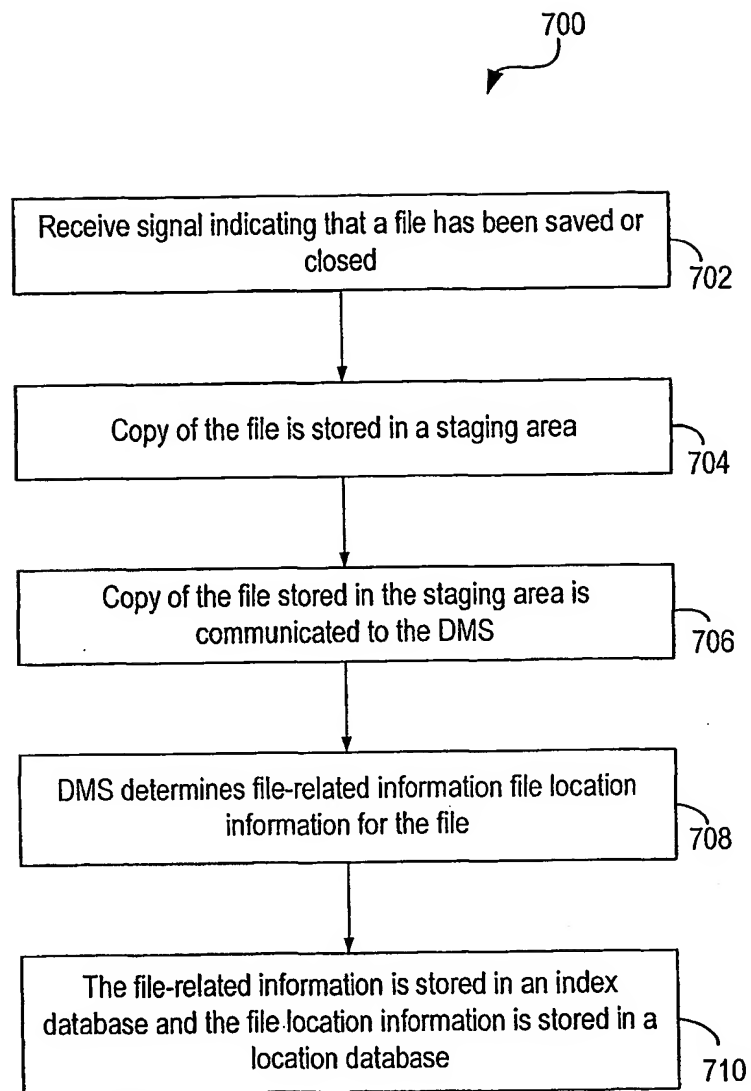 700
Receive signal indicating that a file has been saved or
closed
702
Copy of the file is stored in a staging area
704
Copy of the file stored in the staging area is
communicated to the DMS
706
DMS determines file-related information file location
information for the file
708
The file-related information is stored in an index
database and the file location information is stored in a
location database
710